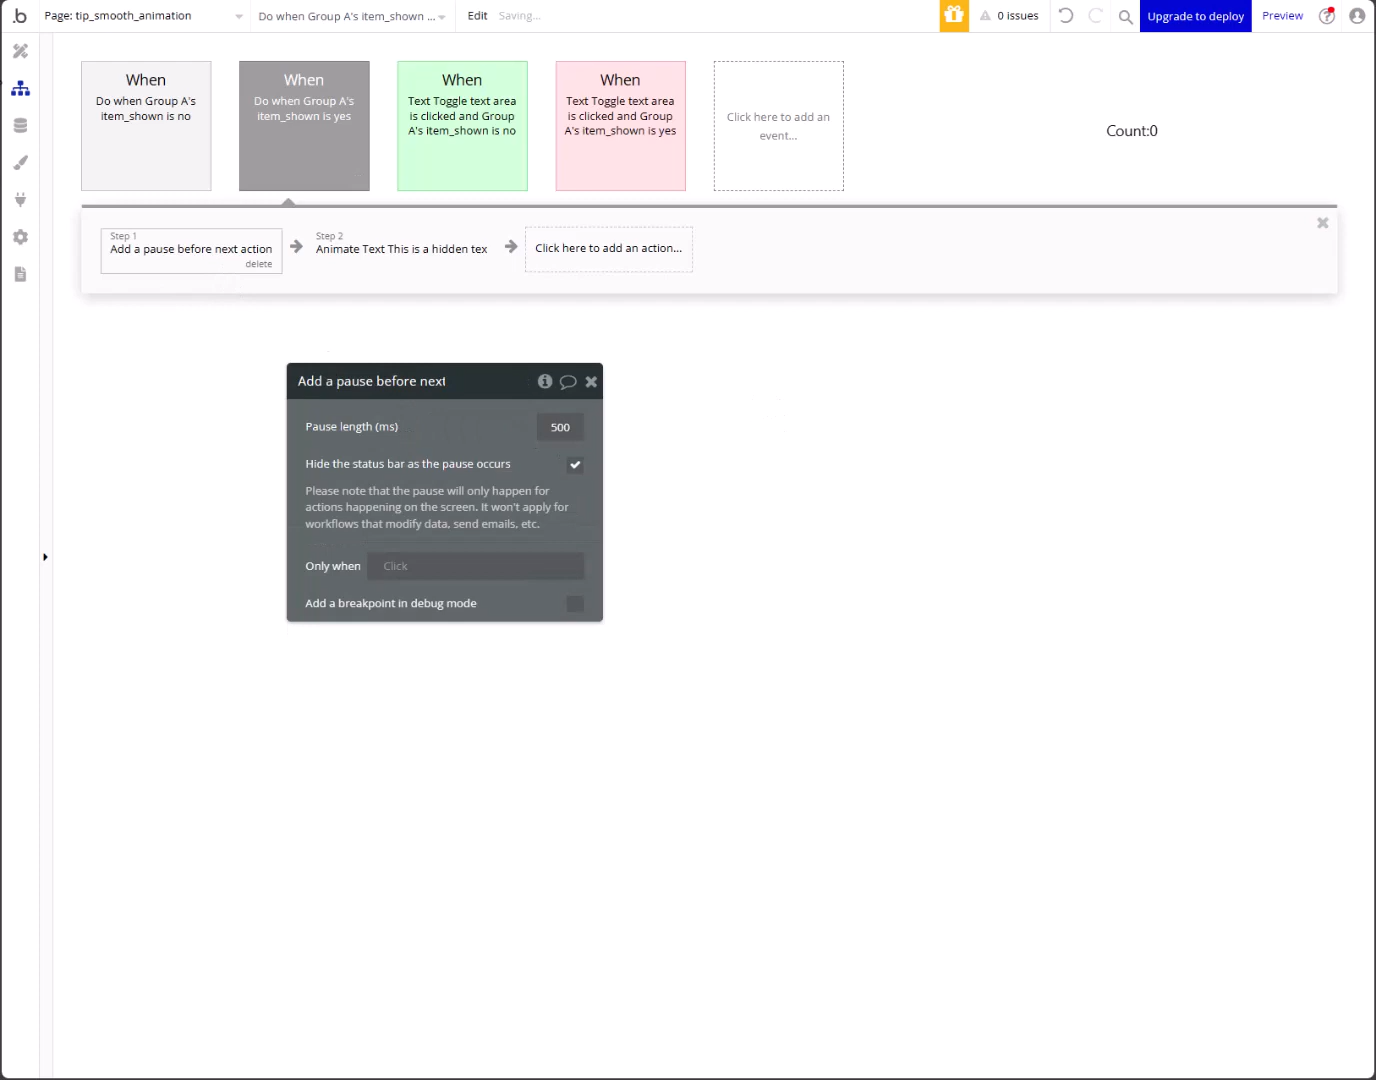 .b
Page: tip_smooth_animation
Do when Group A's item_shown ...
Edit
Saving...
0 issues
Upgrade to deploy
Preview
When
Do when Group A's
item_shown is no
When
Do when Group A's
item_shown is yes
When
Text Toggle text area
is clicked and Group
A's item_shown is no
When
Text Toggle text area
is clicked and Group
A's item_shown is yes
Click here to add an
event...
Count:0
Step 1
Add a pause before next action
delete
Step 2
Animate Text This is a hidden tex
Click here to add an action...
Add a pause before next
Pause length (ms)
500
Hide the status bar as the pause occurs
Please note that the pause will only happen for
actions happening on the screen. It won't apply for
workflows that modify data, send emails, etc.
Only when
Click
Add a breakpoint in debug mode